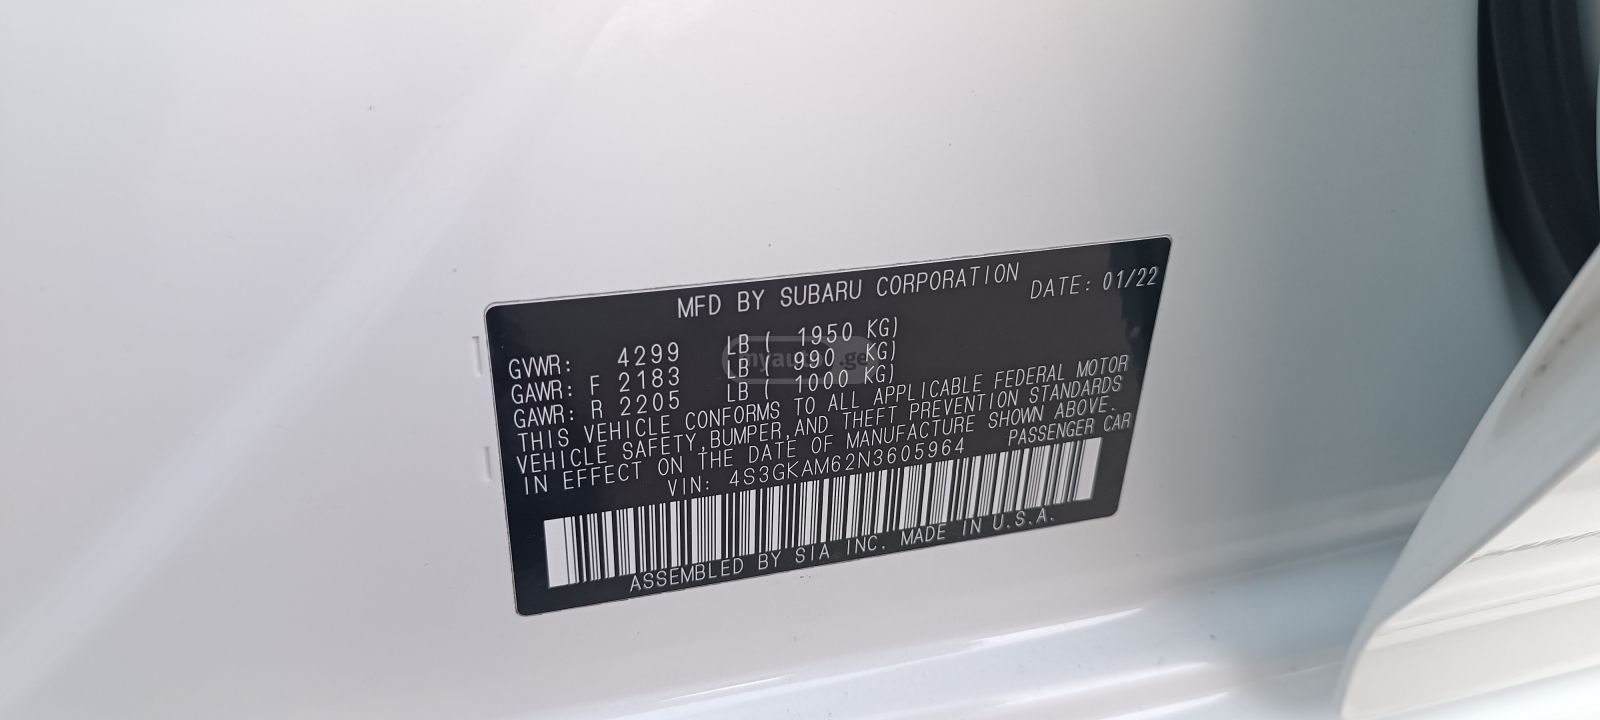 MFD BY SUBARU CORPORATION DATE: 01/22
GVWR: 4299 LB ( 1950 KG)
GAWR: F 2183 LB ( 990 KG)
GAWR: R 2205 LB ( 1000 KG)
THIS VEHICLE CONFORMS TO ALL APPLICABLE FEDERAL MOTOR
VEHICLE SAFETY,BUMPER,AND THEFT PREVENTION STANDARDS
IN EFFECT ON THE DATE OF MANUFACTURE SHOWN ABOVE.
VIN: 4S3GKAM62N3605964 PASSENGER CAR
ASSEMBLED BY SIA INC. MADE IN U.S.A.
myauto.ge